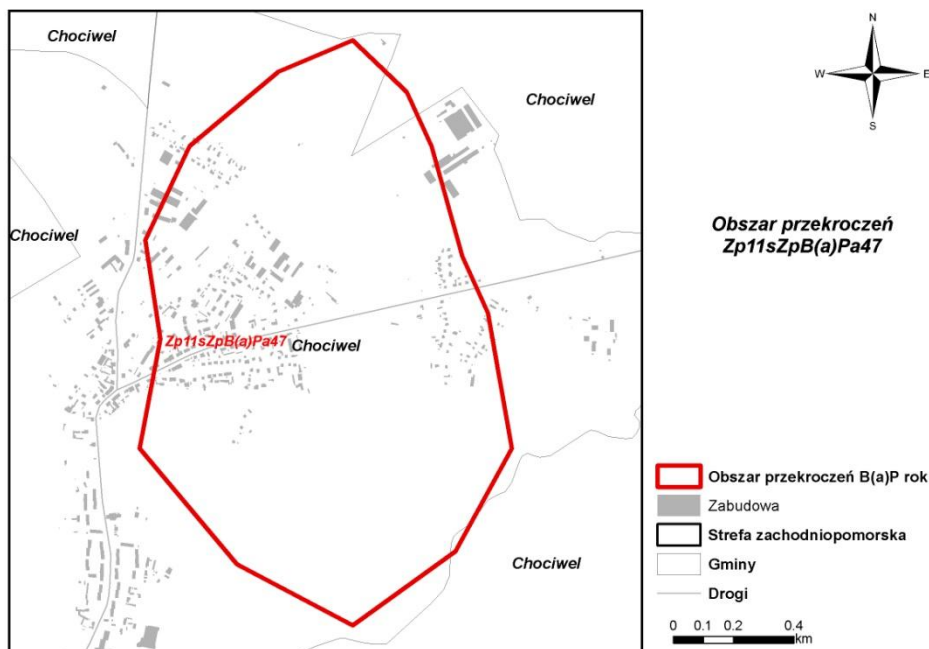 Chociwel
Chociwel
Chociwel
Zp11sZpB(a)Pa47
Chociwel
Chociwel
N
W
E
S
Obszar przekroczeń
Zp11sZpB(a)Pa47
Obszar przekroczeń B(a)P rok
Zabudowa
Strefa zachodniopomorska
Gminy
Drogi
0 0.1 0.2 0.4
km